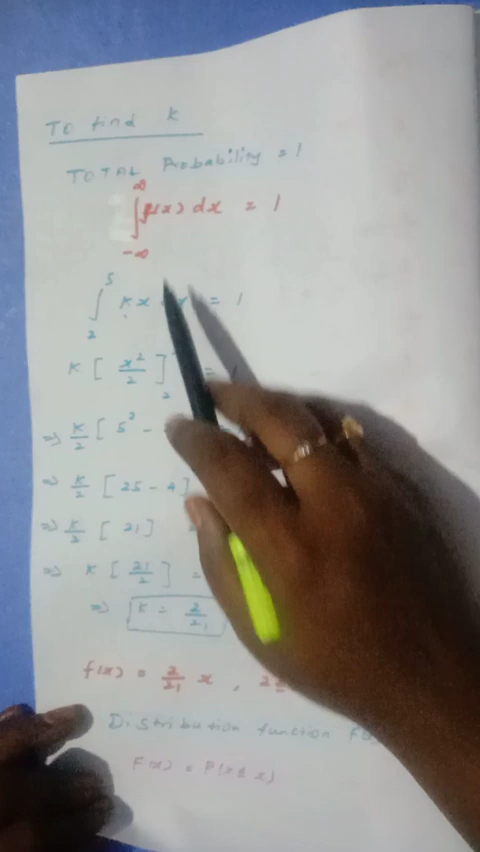 To find k
TOTAL Probability = 1
∫_{-∞}^{∞} f(x) dx = 1
∫_{2}^{5} kx = 1
K [ x²/2 ]_{2} =
⇒ K/2 [ 5² -
⇒ K/2 [ 25 - 4 ]
⇒ K/2 [ 21 ]
⇒ K [ 21/2 ] =
⇒ K = 2/21
f(x) = 2/21 x ,
Distribution function
F(x) = P(X ≤ x)